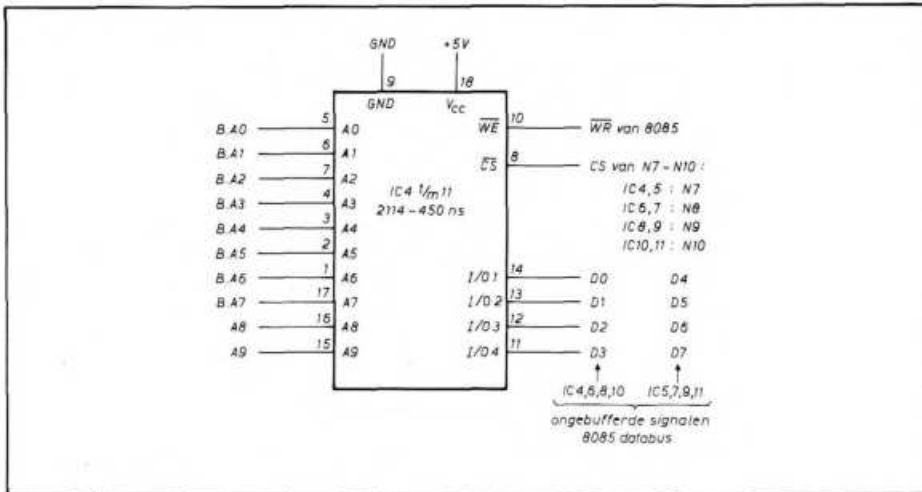 GND +5V
9 18
GND VCC
B.A0 5 A0 W̅E̅ 10 W̅R̅ van 8085
B.A1 6 A1
B.A2 7 A2 C̅S̅ 8 CS van N7-N10:
B.A3 4 A3 IC4 t/m 11 IC4,5 : N7
B.A4 3 A4 2114-450 ns IC6,7 : N8
B.A5 2 A5 IC8,9 : N9
IC10,11 : N10
B.A6 1 A6 I/O1 14 D0 D4
B.A7 17 A7 I/O2 13 D1 D5
A8 16 A8 I/O3 12 D2 D6
A9 15 A9 I/O4 11 D3 D7
IC4,6,8,10 IC5,7,9,11
ongebufferde signalen
8085 databus